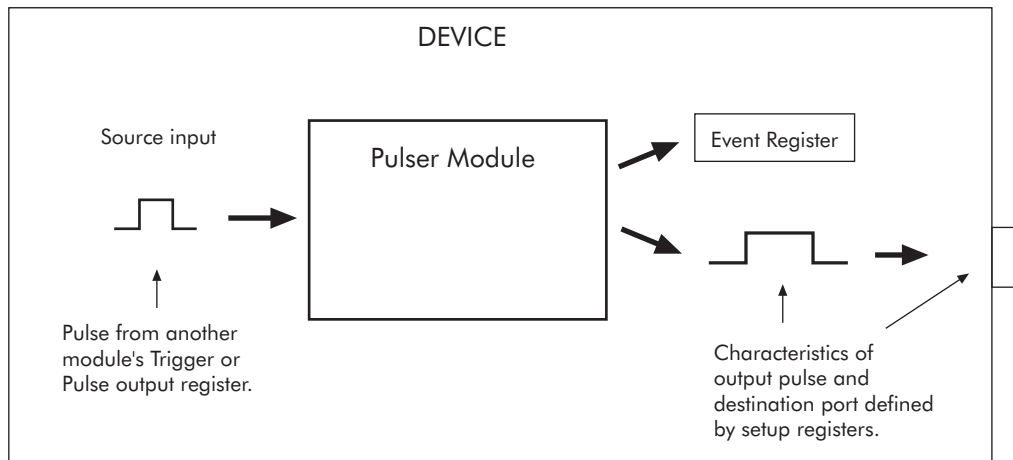 DEVICE
Source input
Pulser Module
Event Register
Pulse from another
module's Trigger or
Pulse output register.
Characteristics of
output pulse and
destination port defined
by setup registers.